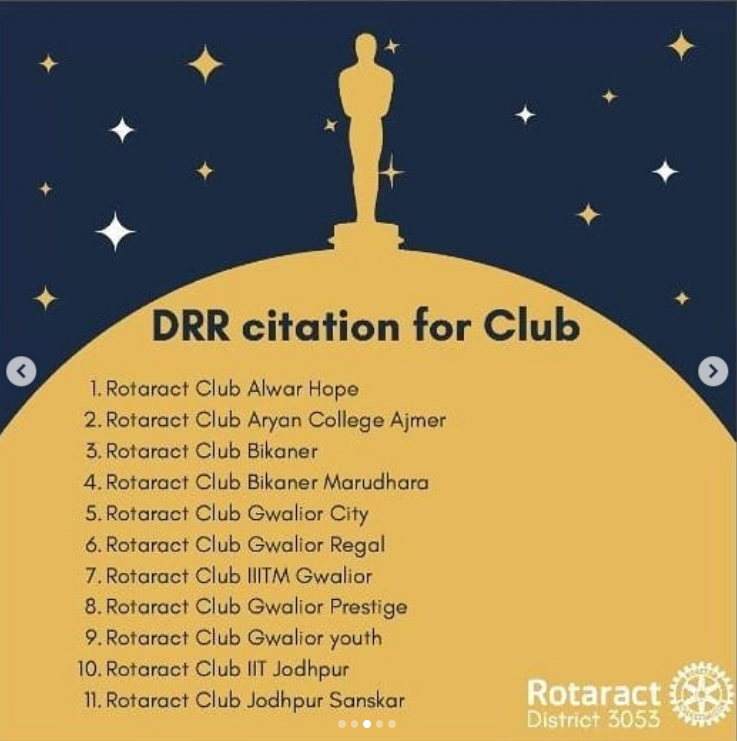 DRR citation for Club
1. Rotaract Club Alwar Hope
2. Rotaract Club Aryan College Ajmer
3. Rotaract Club Bikaner
4. Rotaract Club Bikaner Marudhara
5. Rotaract Club Gwalior City
6. Rotaract Club Gwalior Regal
7. Rotaract Club IIITM Gwalior
8. Rotaract Club Gwalior Prestige
9. Rotaract Club Gwalior youth
10. Rotaract Club IIT Jodhpur
11. Rotaract Club Jodhpur Sanskar
Rotaract
District 3053